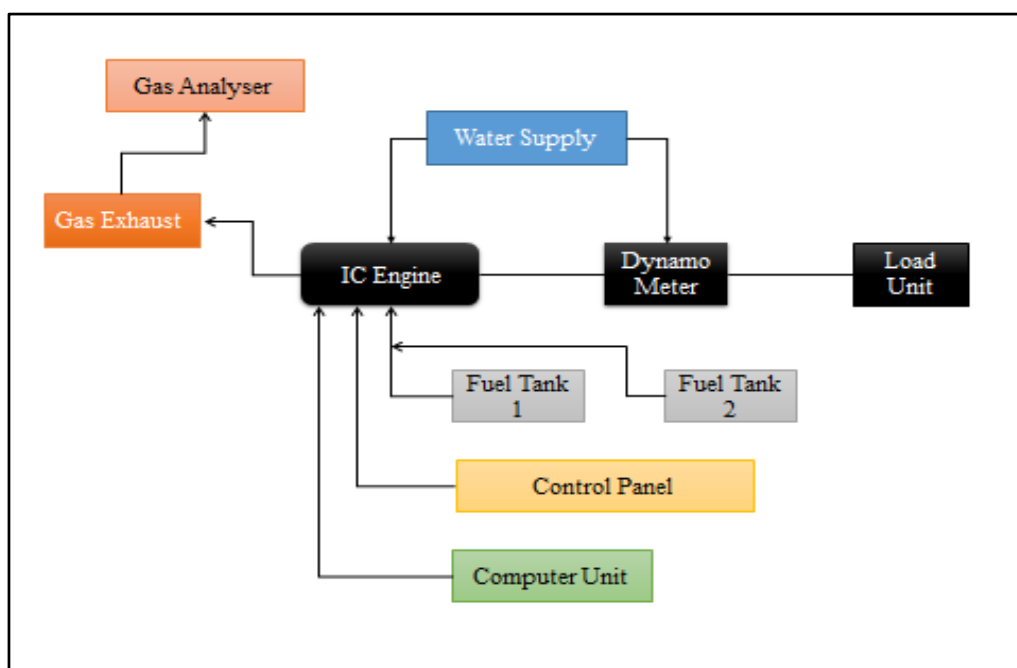 Gas Analyser
Water Supply
Gas Exhaust
IC Engine
Dynamo
Meter
Load
Unit
Fuel Tank
1
Fuel Tank
2
Control Panel
Computer Unit